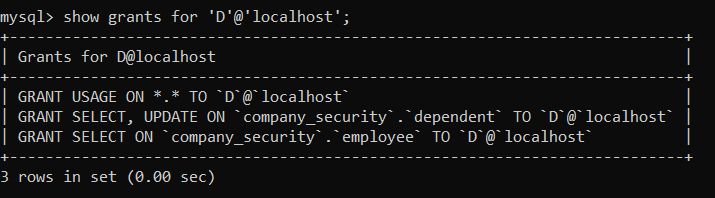 mysql> show grants for 'D'@'localhost';
+-------------------------------------------------------------------------+
| Grants for D@localhost                                                  |
+-------------------------------------------------------------------------+
| GRANT USAGE ON *.* TO `D`@`localhost`                                   |
| GRANT SELECT, UPDATE ON `company_security`.`dependent` TO `D`@`localhost` |
| GRANT SELECT ON `company_security`.`employee` TO `D`@`localhost`        |
+-------------------------------------------------------------------------+
3 rows in set (0.00 sec)